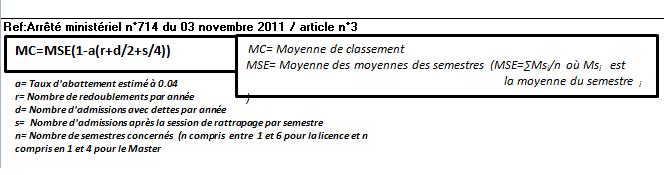 Ref:Arrêté ministériel n°714 du 03 novembre 2011 / article n°3
MC=MSE(1-a(r+d/2+s/4))
MC= Moyenne de classement
MSE= Moyenne des moyennes des semestres (MSE=∑Msᵢ/n où Msᵢ est
la moyenne du semestre ᵢ
)
a= Taux d'abattement estimé à 0.04
r= Nombre de redoublements par année
d= Nombre d'admissions avec dettes par année
s= Nombre d'admissions après la session de rattrapage par semestre
n= Nombre de semestres concernés (n compris entre 1 et 6 pour la licence et n
compris en 1 et 4 pour le Master